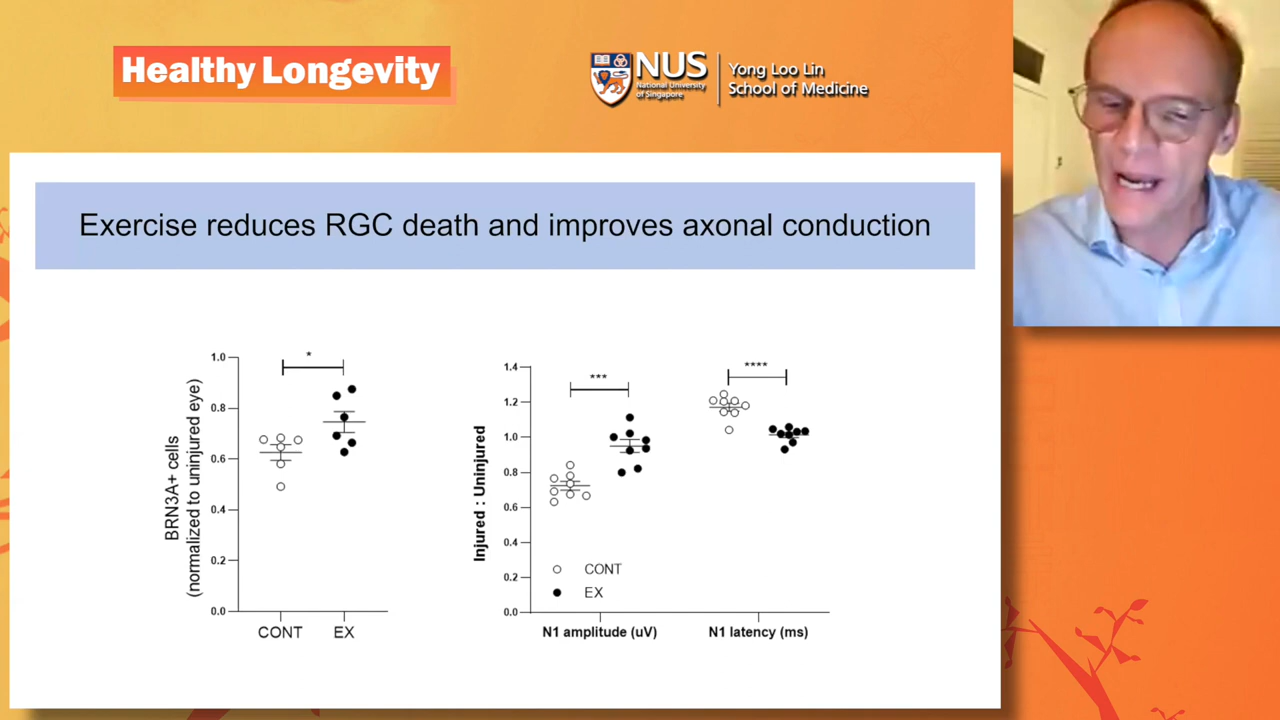 Healthy Longevity
NUS
National University
of Singapore
Yong Loo Lin
School of Medicine
Exercise reduces RGC death and improves axonal conduction
BRN3A+ cells
(normalized to uninjured eye)
1.0
0.8
0.6
0.4
0.2
0.0
*
CONT
EX
Injured : Uninjured
1.4
1.2
1.0
0.8
0.6
0.4
0.2
0.0
***
****
CONT
EX
N1 amplitude (uV)
N1 latency (ms)